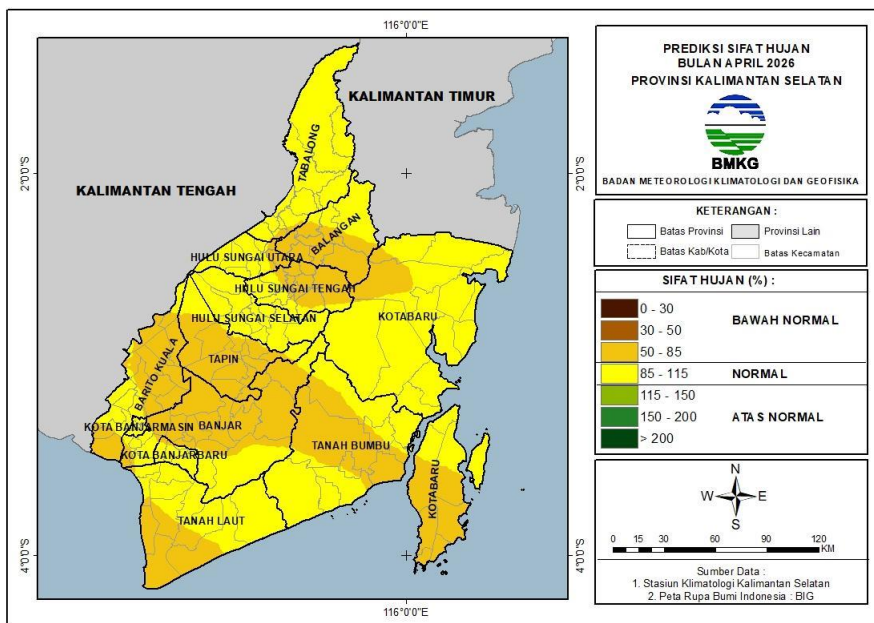 116°0'0"E
PREDIKSI SIFAT HUJAN
BULAN APRIL 2026
PROVINSI KALIMANTAN SELATAN
BMKG
BADAN METEOROLOGI KLIMATOLOGI DAN GEOFISIKA
KETERANGAN :
Batas Provinsi
Provinsi Lain
Batas Kab/Kota
Batas Kecamatan
SIFAT HUJAN (%) :
0 - 30
30 - 50
50 - 85
BAWAH NORMAL
85 - 115
NORMAL
115 - 150
150 - 200
> 200
ATAS NORMAL
N
W
E
S
0 15 30 60 90 120
KM
Sumber Data :
1. Stasiun Klimatologi Kalimantan Selatan
2. Peta Rupa Bumi Indonesia : BIG
KALIMANTAN TIMUR
KALIMANTAN TENGAH
2°0'S
2°0'S
TABALONG
BALANGAN
HULU SUNGAI UTARA
HULU SUNGAI TENGAH
HULU SUNGAI SELATAN
KOTABARU
TAPIN
BARITO KUALA
KOTA BANJARMASIN
BANJAR
KOTA BANJARBARU
TANAH BUMBU
KOTABARU
TANAH LAUT
4°0'S
4°0'S
116°0'0"E